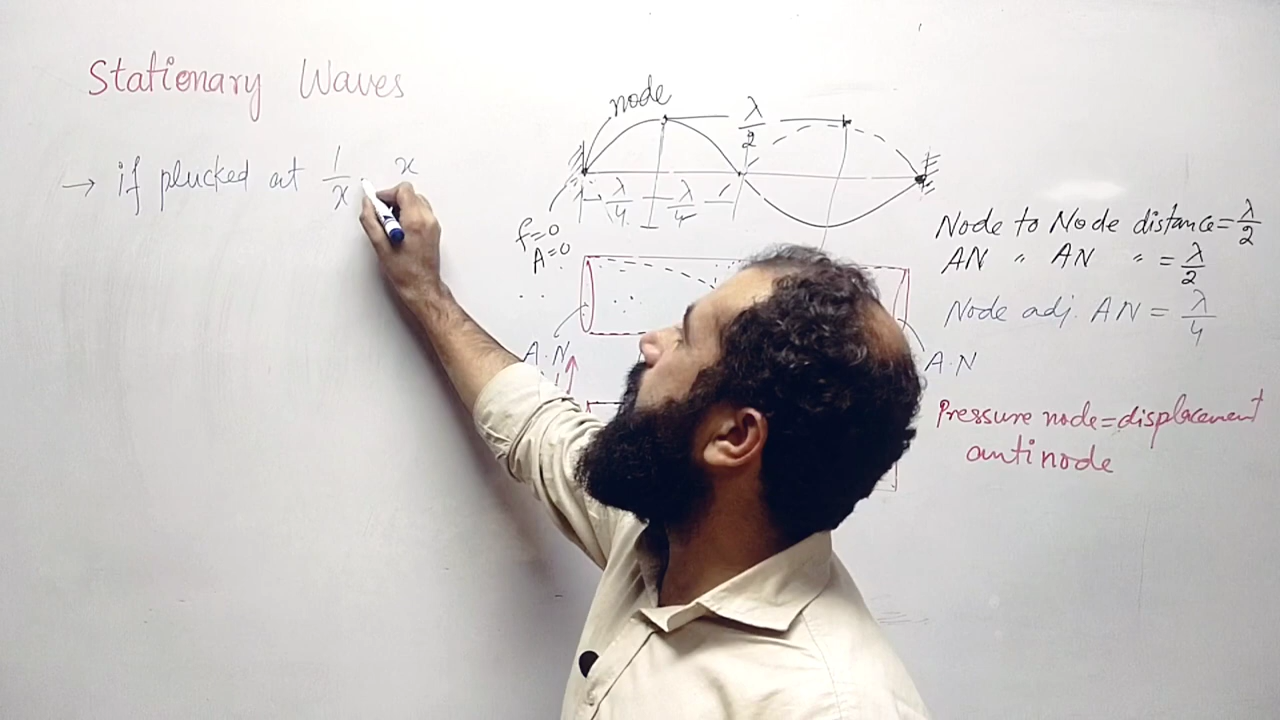 Stationary Waves
→ if plucked at 1/x x
node
λ/2
λ/4 λ/4
f=0
A=0
A.N
A.N
Node to Node distance = λ/2
AN " AN " = λ/2
Node adj. AN = λ/4
Pressure node = displacement
antinode